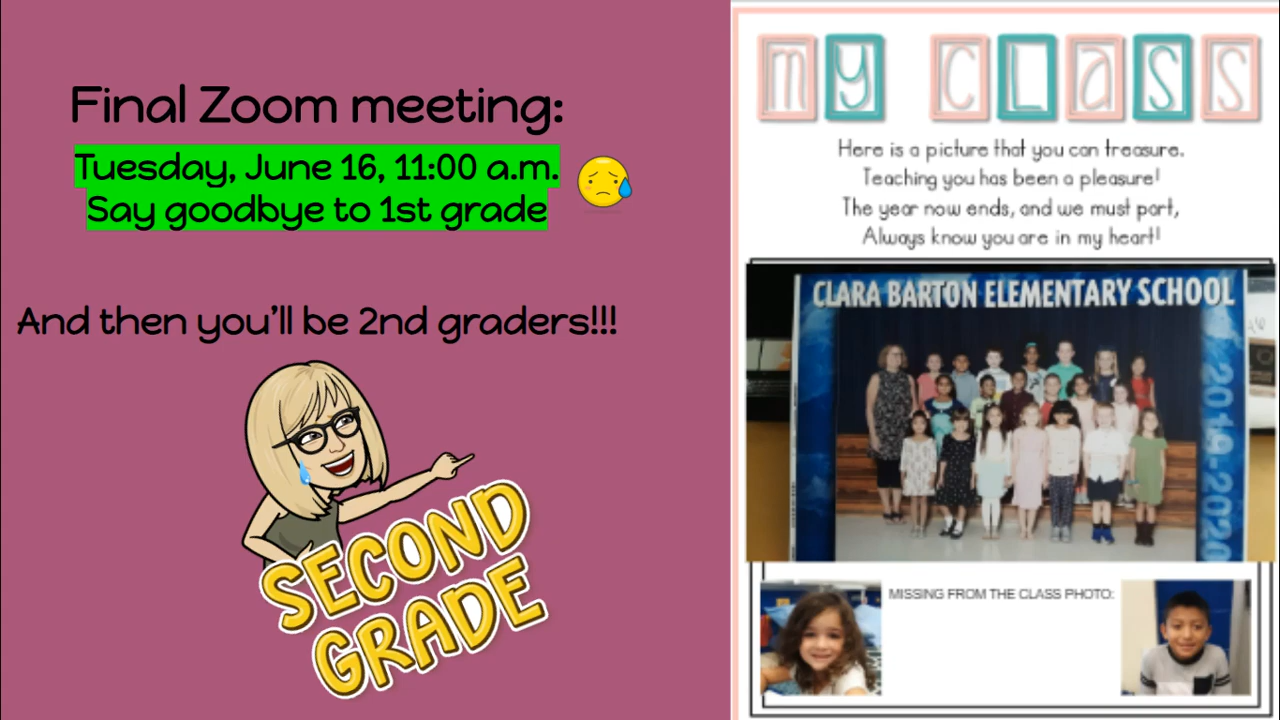 Final Zoom meeting:
Tuesday, June 16, 11:00 a.m.
Say goodbye to 1st grade
And then you'll be 2nd graders!!!
SECOND
GRADE
my CLaSS
Here is a picture that you can treasure.
Teaching you has been a pleasure!
The year now ends, and we must part,
Always know you are in my heart!
CLARA BARTON ELEMENTARY SCHOOL
2019-2020
MISSING FROM THE CLASS PHOTO: